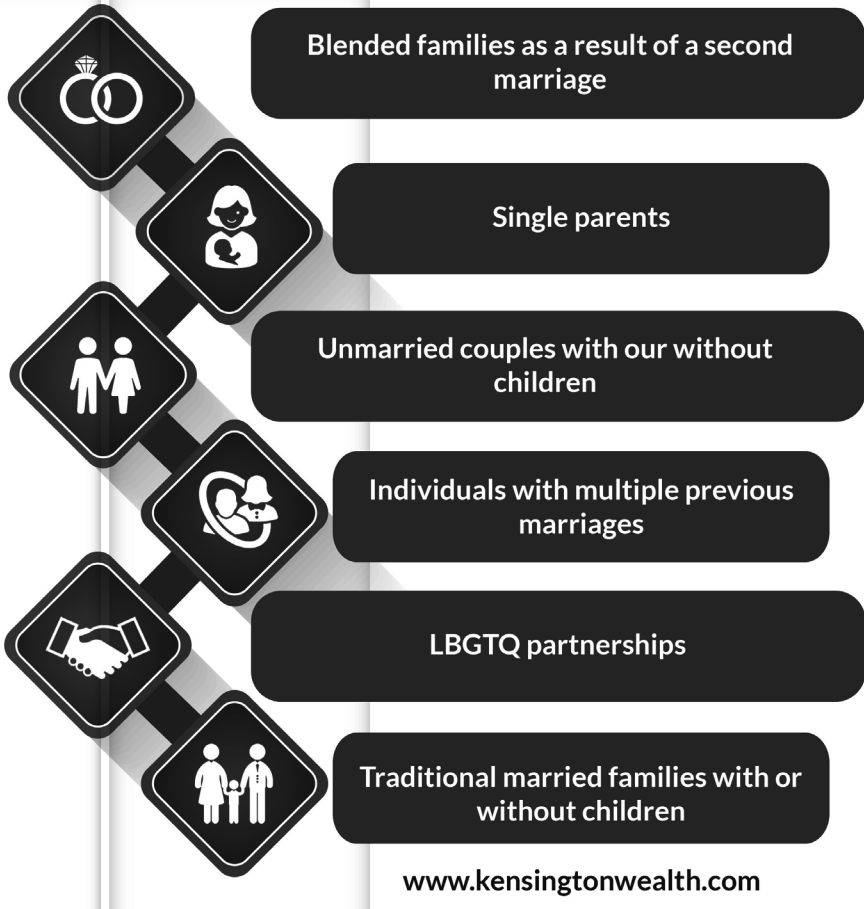 Blended families as a result of a second
marriage
Single parents
Unmarried couples with our without
children
Individuals with multiple previous
marriages
LBGTQ partnerships
Traditional married families with or
without children
www.kensingtonwealth.com